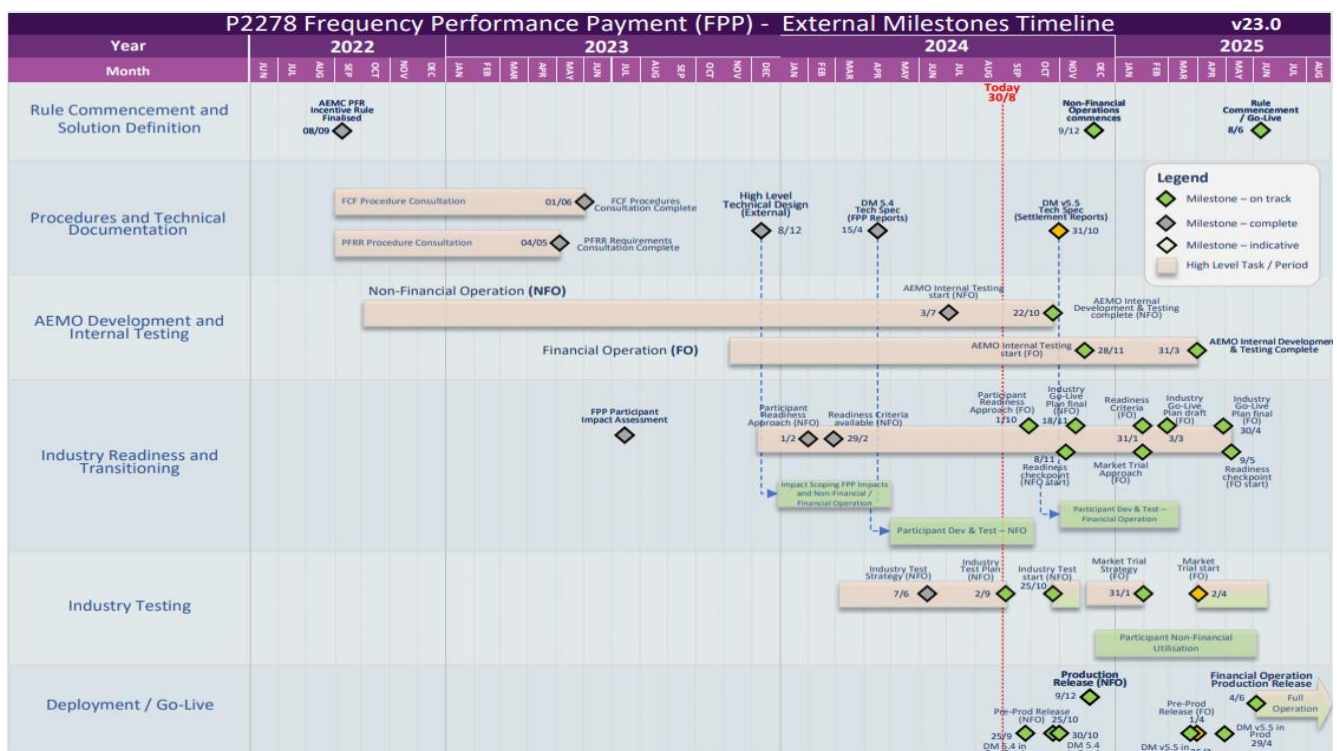 P2278 Frequency Performance Payment (FPP) - External Milestones Timeline v23.0
Year 2022 2023 2024 2025
Month JUN JUL AUG SEP OCT NOV DEC JAN FEB MAR APR MAY JUN JUL AUG SEP OCT NOV DEC JAN FEB MAR APR MAY JUN JUL AUG SEP OCT NOV DEC JAN FEB MAR APR MAY JUN JUL AUG
Today
30/8
Rule Commencement and
Solution Definition
AEMC PFR
Incentive Rule
Finalised
08/09
Non-Financial
Operations
commences
9/12
Rule
Commencement
/ Go-Live
8/6
Legend
Milestone – on track
Milestone – complete
Milestone – indicative
High Level Task / Period
Procedures and Technical
Documentation
FCF Procedure Consultation
01/06
FCF Procedures
Consultation Complete
PFRR Procedure Consultation
04/05
PFRR Requirements
Consultation Complete
High Level
Technical Design
(External)
8/12
DM 5.4
Tech Spec
(FPP Reports)
15/4
DM v5.5
Tech Spec
(Settlement Reports)
31/10
AEMO Development and
Internal Testing
Non-Financial Operation (NFO)
AEMO Internal Testing
start (NFO)
3/7
22/10
AEMO Internal
Development & Testing
complete (NFO)
Financial Operation (FO)
AEMO Internal Testing
start (FO)
28/11
31/3
AEMO Internal Development
& Testing Complete
Industry Readiness and
Transitioning
FPP Participant
Impact Assessment
Participant
Readiness
Approach (NFO)
1/2
Readiness Criteria
available (NFO)
29/2
Participant
Readiness
Approach (FO)
1/10
Industry
Go-Live
Plan final
(NFO)
18/11
8/11
Readiness
checkpoint
(NFO start)
Readiness
Criteria
(FO)
31/1
Market Trial
Approach
(FO)
Industry
Go-Live
Plan draft
(FO)
3/3
Industry
Go-Live
Plan final
(FO)
30/4
9/5
Readiness
checkpoint
(FO start)
Impact Scoping FPP Impacts
and Non-Financial /
Financial Operation
Participant Dev & Test – NFO
Participant Dev & Test –
Financial Operation
Industry Testing
Industry Test
Strategy (NFO)
7/6
Industry
Test Plan
(NFO)
2/9
Industry Test
start (NFO)
25/10
Market Trial
Strategy
(FO)
31/1
Market
Trial start
(FO)
2/4
Participant Non-Financial
Utilisation
Deployment / Go-Live
Production
Release (NFO)
9/12
Pre-Prod Release
(NFO)
25/10
25/9
DM 5.4 in
30/10
DM 5.4
Pre-Prod
Release (FO)
1/4
DM v5.5 in
Financial Operation
Production Release
4/6
Full
Operation
DM v5.5 in
Prod
29/4